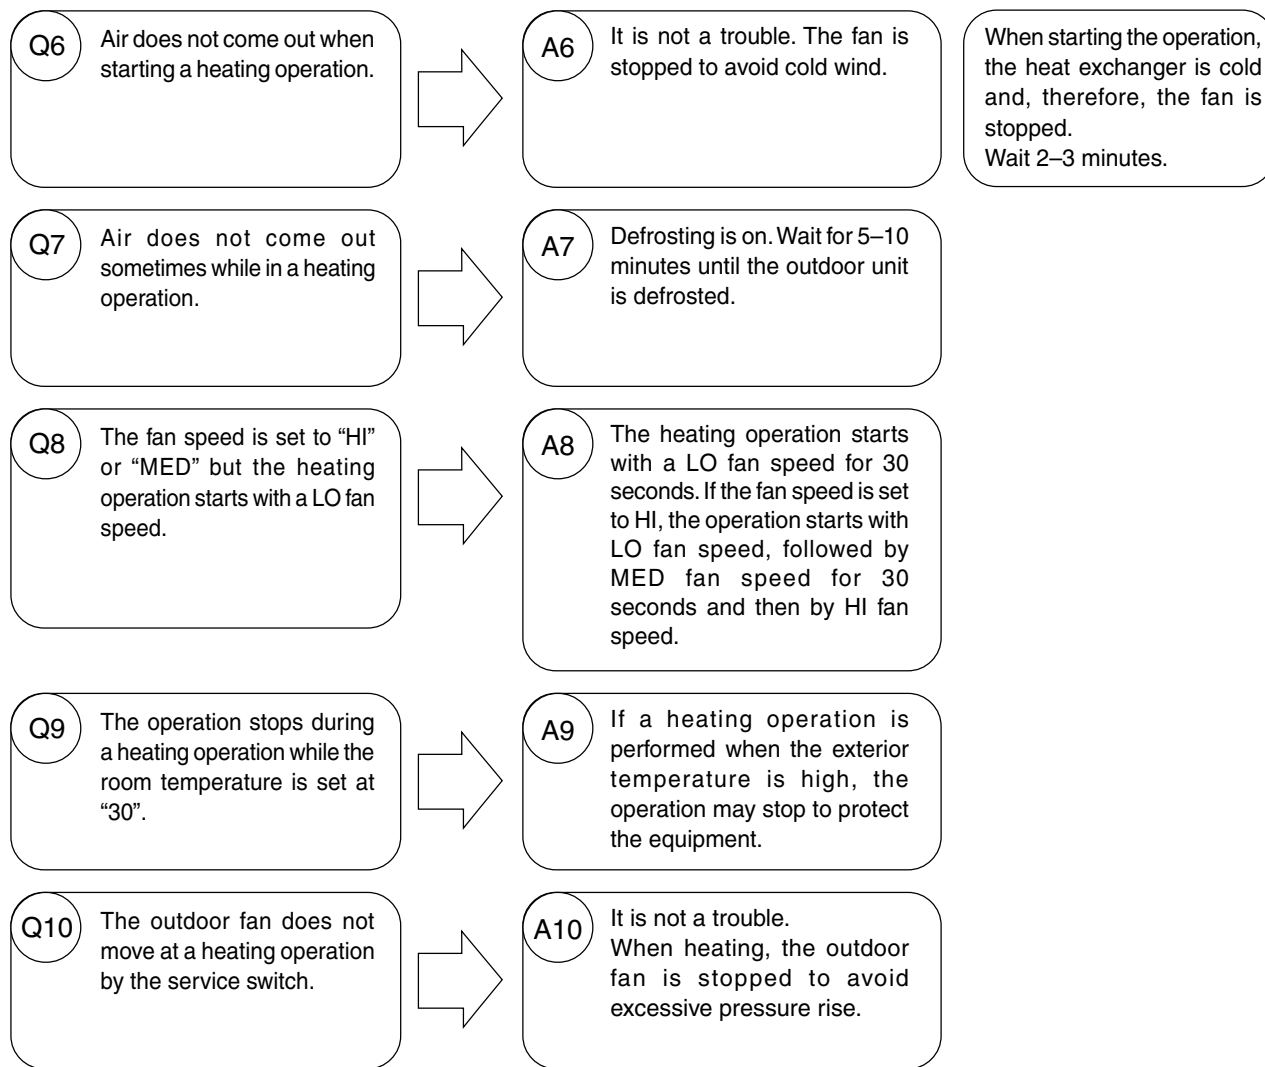 Q6
Air does not come out when
starting a heating operation.
A6
It is not a trouble. The fan is
stopped to avoid cold wind.
When starting the operation,
the heat exchanger is cold
and, therefore, the fan is
stopped.
Wait 2–3 minutes.
Q7
Air does not come out
sometimes while in a heating
operation.
A7
Defrosting is on. Wait for 5–10
minutes until the outdoor unit
is defrosted.
Q8
The fan speed is set to “HI”
or “MED” but the heating
operation starts with a LO fan
speed.
A8
The heating operation starts
with a LO fan speed for 30
seconds. If the fan speed is set
to HI, the operation starts with
LO fan speed, followed by
MED fan speed for 30
seconds and then by HI fan
speed.
Q9
The operation stops during
a heating operation while the
room temperature is set at
“30”.
A9
If a heating operation is
performed when the exterior
temperature is high, the
operation may stop to protect
the equipment.
Q10
The outdoor fan does not
move at a heating operation
by the service switch.
A10
It is not a trouble.
When heating, the outdoor
fan is stopped to avoid
excessive pressure rise.